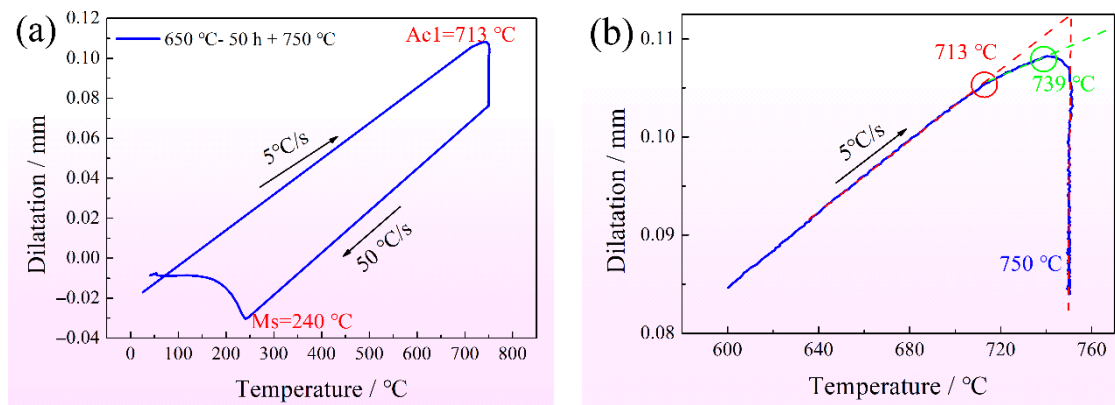 (a)
650 ℃- 50 h + 750 ℃
Ac1=713 ℃
0.12
0.10
0.08
0.06
0.04
0.02
0.00
−0.02
−0.04
Dilatation / mm
5℃/s
50 ℃/s
Ms=240 ℃
0 100 200 300 400 500 600 700 800
Temperature / ℃
(b)
0.11
0.10
0.09
0.08
Dilatation / mm
713 ℃
739 ℃
5℃/s
750 ℃
600 640 680 720 760
Temperature / ℃